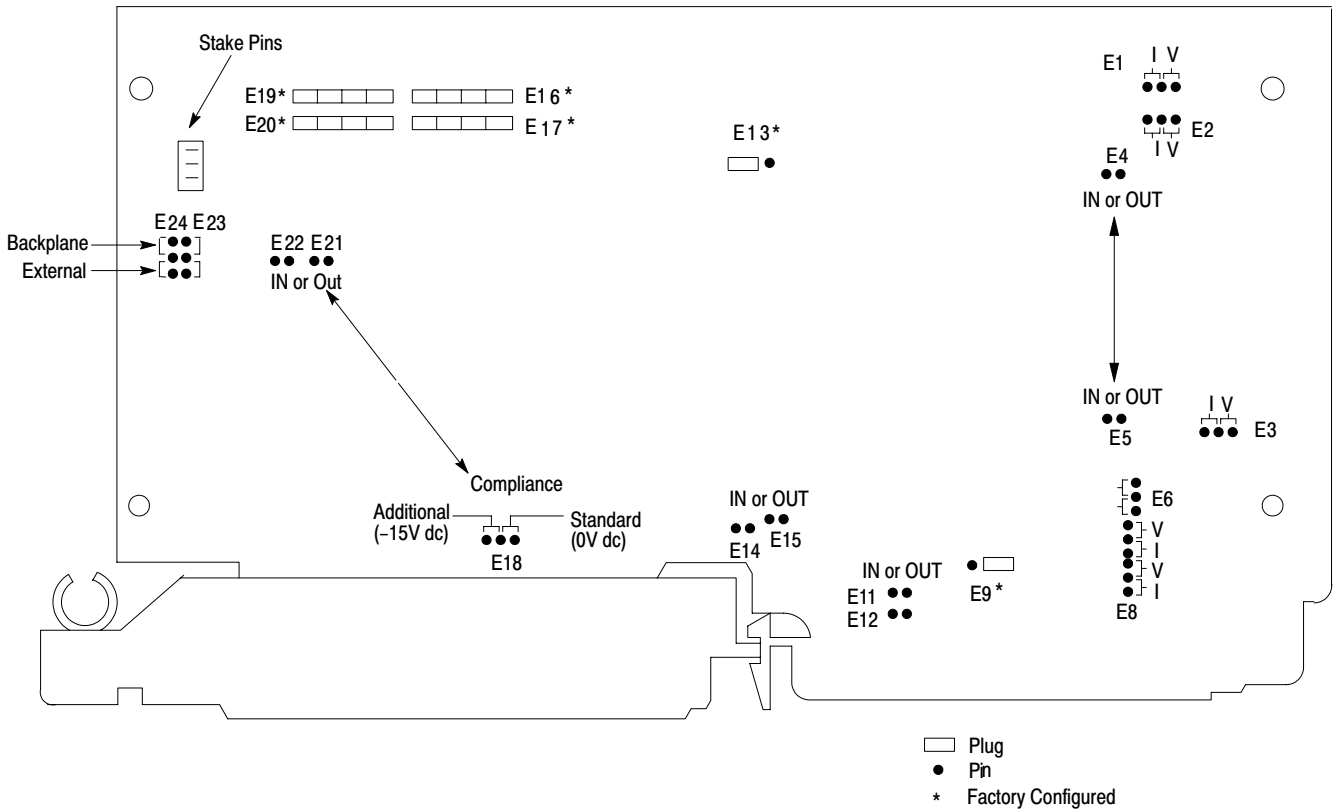 Stake Pins
E19*
E16*
E20*
E17*
E13*
E1
I V
E2
I V
E4
IN or OUT
E24 E23
Backplane
External
E22 E21
IN or Out
IN or OUT
E5
I V
E3
Compliance
Additional
(–15V dc)
Standard
(0V dc)
E18
IN or OUT
E14
E15
E6
V
I
V
I
E8
IN or OUT
E11
E12
E9*
Plug
Pin
* Factory Configured